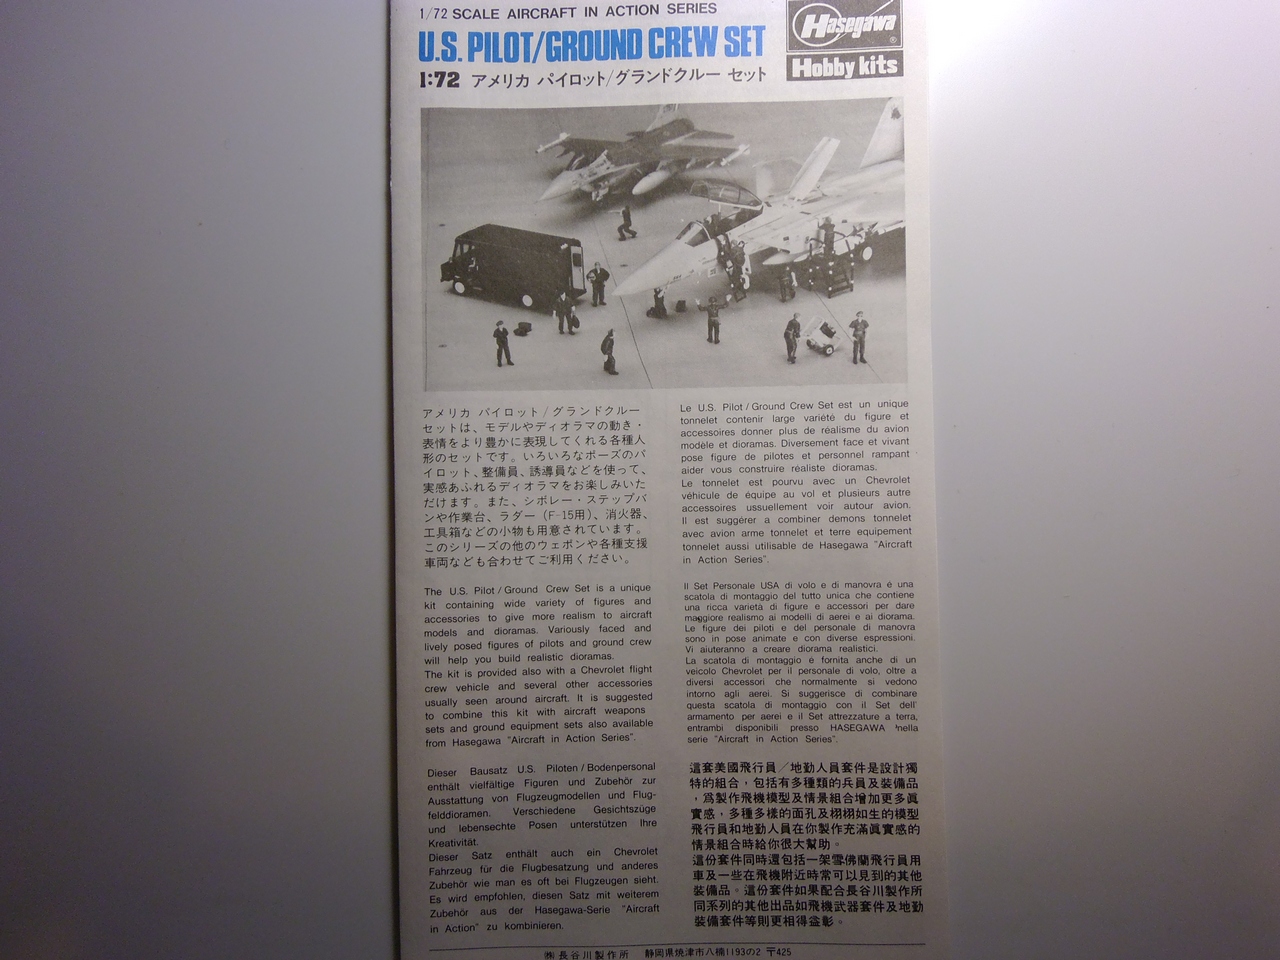 1/72 SCALE AIRCRAFT IN ACTION SERIES
U.S. PILOT/GROUND CREW SET
1:72 アメリカ パイロット/グランドクルー セット
Hasegawa
®
Hobby kits
アメリカ パイロット/グランドクルー
セットは、モデルやディオラマの動き・
表情をより豊かに表現してくれる各種人
形のセットです。いろいろなポーズのパ
イロット、整備員、誘導員などを使って、
実感あふれるディオラマをお楽しみいた
だけます。また、シボレー・ステップバ
ンや作業台、ラダー(F-15用)、消火器、
工具箱などの小物も用意されています。
このシリーズの他のウェポンや各種支援
車両なども合わせてご利用ください。
The U.S. Pilot/Ground Crew Set is a unique
kit containing wide variety of figures and
accessories to give more realism to aircraft
models and dioramas. Variously faced and
lively posed figures of pilots and ground crew
will help you build realistic dioramas.
The kit is provided also with a Chevrolet flight
crew vehicle and several other accessories
usually seen around aircraft. It is suggested
to combine this kit with aircraft weapons
sets and ground equipment sets also available
from Hasegawa "Aircraft in Action Series".
Dieser Bausatz U.S. Piloten/Bodenpersonal
enthält vielfältige Figuren und Zubehör zur
Ausstattung von Flugzeugmodellen und Flug-
felddioramen. Verschiedene Gesichtszüge
und lebensechte Posen unterstützen Ihre
Kreativität.
Dieser Satz enthält auch ein Chevrolet
Fahrzeug für die Flugbesatzung und anderes
Zubehör wie man es oft bei Flugzeugen sieht.
Es wird empfohlen, diesen Satz mit weiterem
Zubehör aus der Hasegawa-Serie "Aircraft
in Action" zu kombinieren.
Le U.S. Pilot/Ground Crew Set est un unique
tonnelet contenir large variété du figure et
accessoires donner plus de réalisme du avion
modèle et dioramas. Diversement face et vivant
pose figure de pilotes et personnel rampant
aider vous construire réaliste dioramas.
Le tonnelet est pourvu avec un Chevrolet
véhicule de équipe au vol et plusieurs autre
accessoires ussuellement voir autour avion.
Il est suggérer a combiner demons tonnelet
avec avion arme tonnelet et terre equipement
tonnelet aussi utilisable de Hasegawa "Aircraft
in Action Series".
Il Set Personale USA di volo e di manovra é una
scatola di montaggio del tutto unica che contiene
una ricca varietà di figure e accessori per dare
maggiore realismo ai modelli di aerei e ai diorama.
Le figure dei piloti e del personale di manovra
sono in pose animate e con diverse espressioni.
Vi aiuteranno a creare diorama realistici.
La scatola di montaggio é fornita anche di un
veicolo Chevrolet per il personale di volo, oltre a
diversi accessori che normalmente si vedono
intorno agli aerei. Si suggerisce di combinare
questa scatola di montaggio con il Set dell'
armamento per aerei e il Set attrezzature a terra,
entrambi disponibili presso HASEGAWA nella
serie "Aircraft in Action Series".
這套美國飛行員/地勤人員套件是設計獨
特的組合，包括有多種類的兵員及裝備品
，爲製作飛機模型及情景組合增加更多眞
實感，多種多樣的面孔及栩栩如生的模型
飛行員和地勤人員在你製作充滿眞實感的
情景組合時給你很大幫助。
這份套件同時還包括一架雪佛蘭飛行員用
車及一些在飛機附近時常可以見到的其他
裝備品。這份套件如果配合長谷川製作所
同系列的其他出品如飛機武器套件及地勤
裝備套件等則更相得益彰。
㈱長谷川製作所 静岡県焼津市八楠1193の2 〒425